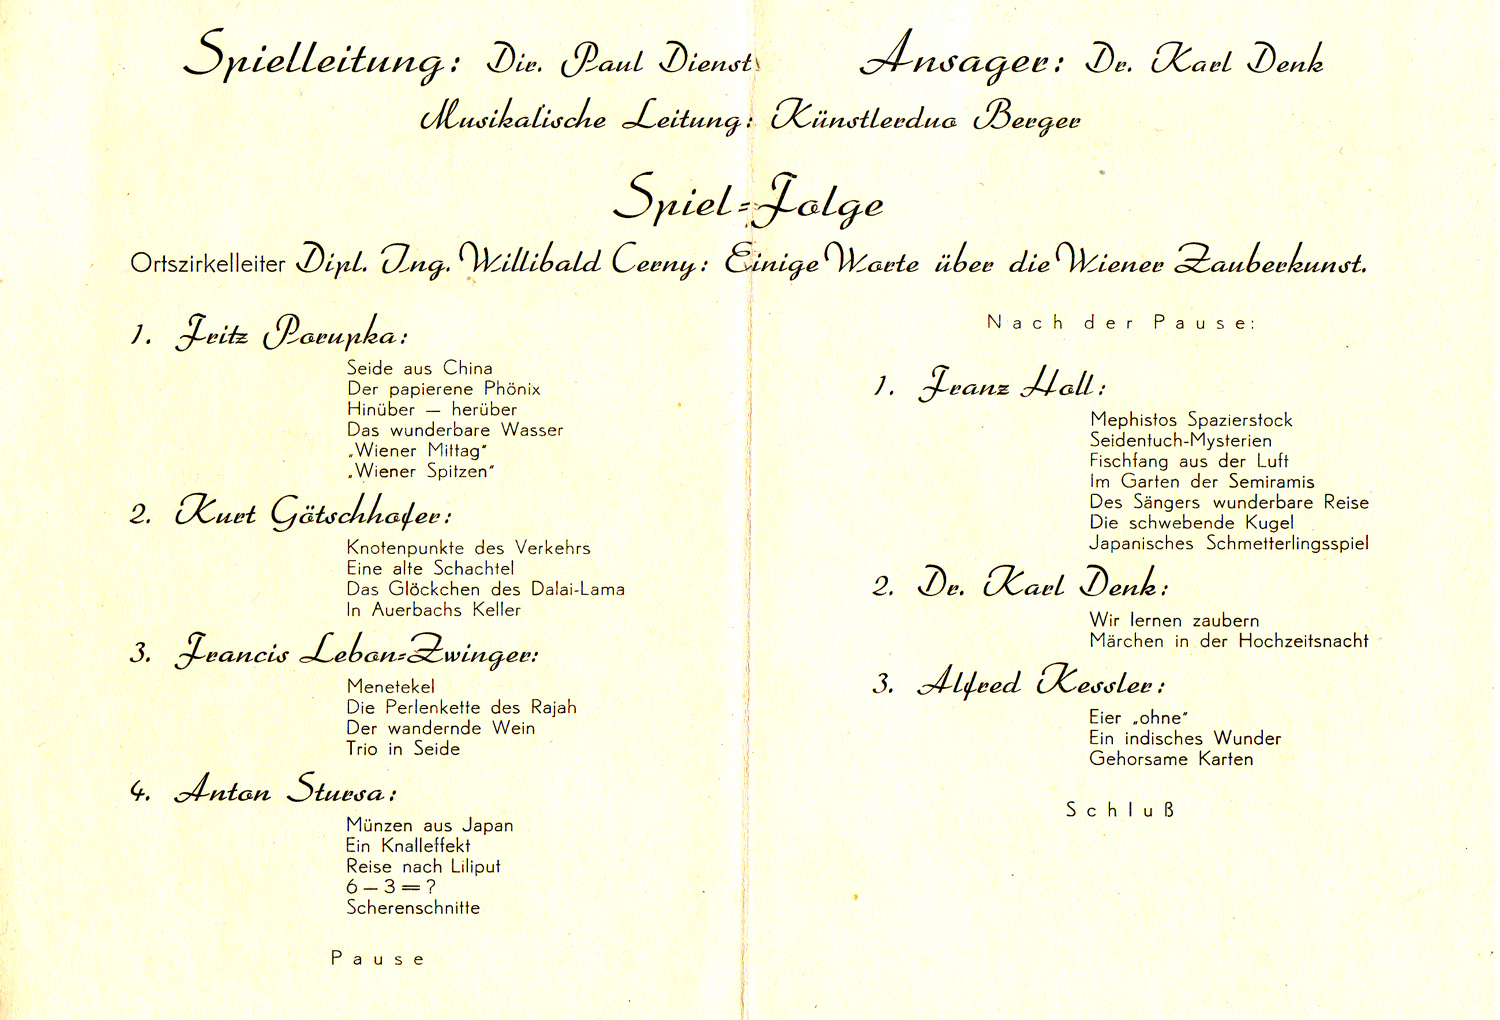 Spielleitung: Dir. Paul Dienst
Ansager: Dr. Karl Denk
Musikalische Leitung: Künstlerduo Berger
Spiel=Folge
Ortszirkelleiter Dipl. Ing. Willibald Cerny: Einige Worte über die Wiener Zauberkunst.
1. Fritz Porupka:
Seide aus China
Der papierene Phönix
Hinüber — herüber
Das wunderbare Wasser
„Wiener Mittag"
„Wiener Spitzen"
2. Kurt Götschhofer:
Knotenpunkte des Verkehrs
Eine alte Schachtel
Das Glöckchen des Dalai-Lama
In Auerbachs Keller
3. Francis Lebon=Zwinger:
Menetekel
Die Perlenkette des Rajah
Der wandernde Wein
Trio in Seide
4. Anton Stursa:
Münzen aus Japan
Ein Knalleffekt
Reise nach Liliput
6 — 3 = ?
Scherenschnitte
Pause
Nach der Pause:
1. Franz Holl:
Mephistos Spazierstock
Seidentuch-Mysterien
Fischfang aus der Luft
Im Garten der Semiramis
Des Sängers wunderbare Reise
Die schwebende Kugel
Japanisches Schmetterlingsspiel
2. Dr. Karl Denk:
Wir lernen zaubern
Märchen in der Hochzeitsnacht
3. Alfred Kessler:
Eier „ohne"
Ein indisches Wunder
Gehorsame Karten
Schluß